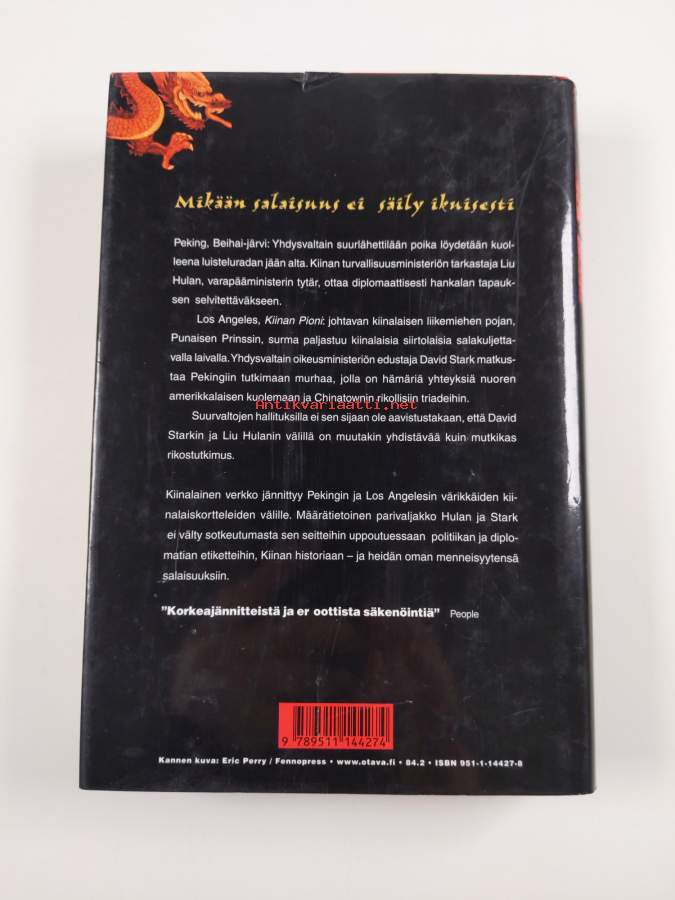 Mikään salaisuus ei säily ikuisesti
Peking, Beihai-järvi: Yhdysvaltain suurlähettilään poika löydetään kuol-
leena luisteluradan jään alta. Kiinan turvallisuusministeriön tarkastaja Liu
Hulan, varapääministerin tytär, ottaa diplomaattisesti hankalan tapauk-
sen selvitettäväkseen.
Los Angeles, Kiinan Pioni: johtavan kiinalaisen liikemiehen pojan,
Punaisen Prinssin, surma paljastuu kiinalaisia siirtolaisia salakuljetta-
valla laivalla. Yhdysvaltain oikeusministeriön edustaja David Stark matkus-
taa Pekingiin tutkimaan murhaa, jolla on hämäriä yhteyksiä nuoren
amerikkalaisen kuolemaan ja Chinatownin rikollisiin triadeihin.
Antikvariaatti.net
Suurvaltojen hallituksilla ei sen sijaan ole aavistustakaan, että David
Starkin ja Liu Hulanin välillä on muutakin yhdistävää kuin mutkikas
rikostutkimus.
Kiinalainen verkko jännittyy Pekingin ja Los Angelesin värikkäiden kii-
nalaiskortteleiden välille. Määrätietoinen parivaljakko Hulan ja Stark
ei välty sotkeutumasta sen seitteihin uppoutuessaan politiikan ja diplo-
matian etiketteihin, Kiinan historiaan – ja heidän oman menneisyytensä
salaisuuksiin.
”Korkeajännitteistä ja er oottista säkenöintiä” People
9 789511 144274
Kannen kuva: Eric Perry / Fennopress • www.otava.fi • 84.2 • ISBN 951-1-14427-8